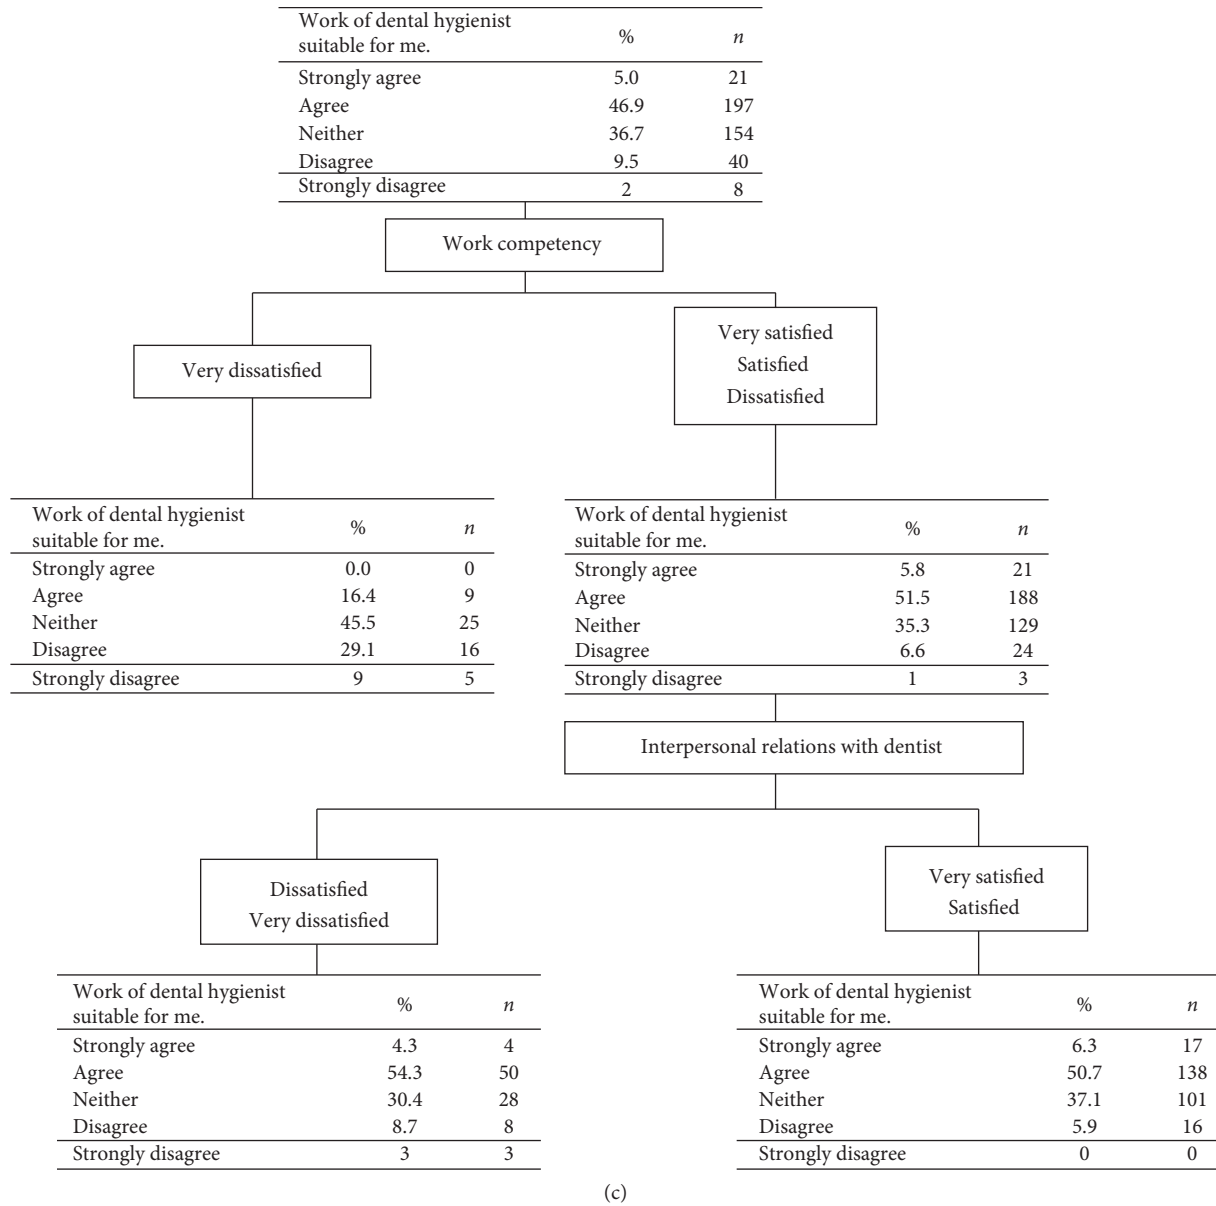 Work of dental hygienist
suitable for me. % n
Strongly agree 5.0 21
Agree 46.9 197
Neither 36.7 154
Disagree 9.5 40
Strongly disagree 2 8
Work competency
Very dissatisfied
Very satisfied
Satisfied
Dissatisfied
Work of dental hygienist
suitable for me. % n
Strongly agree 0.0 0
Agree 16.4 9
Neither 45.5 25
Disagree 29.1 16
Strongly disagree 9 5
Work of dental hygienist
suitable for me. % n
Strongly agree 5.8 21
Agree 51.5 188
Neither 35.3 129
Disagree 6.6 24
Strongly disagree 1 3
Interpersonal relations with dentist
Dissatisfied
Very dissatisfied
Very satisfied
Satisfied
Work of dental hygienist
suitable for me. % n
Strongly agree 4.3 4
Agree 54.3 50
Neither 30.4 28
Disagree 8.7 8
Strongly disagree 3 3
Work of dental hygienist
suitable for me. % n
Strongly agree 6.3 17
Agree 50.7 138
Neither 37.1 101
Disagree 5.9 16
Strongly disagree 0 0
(c)